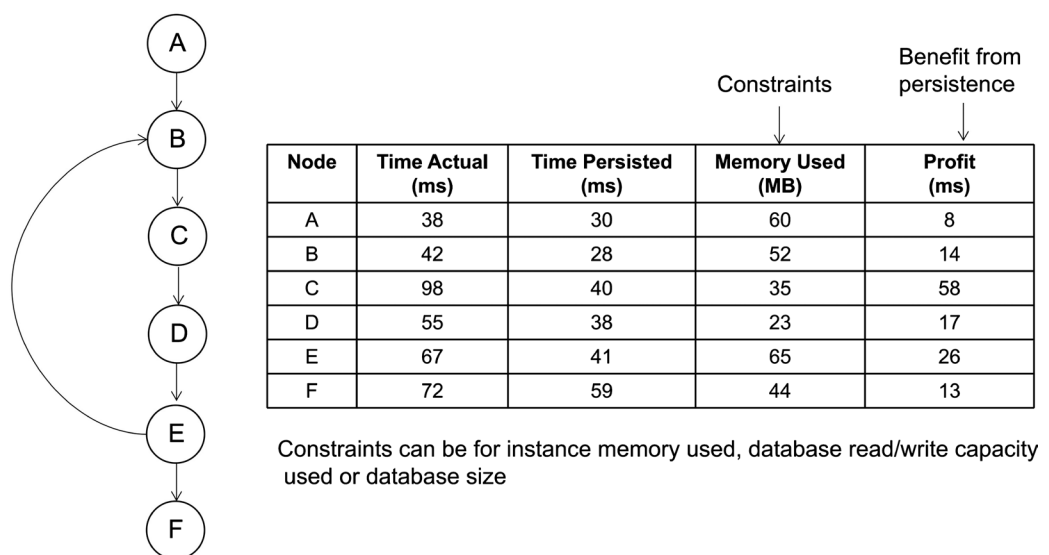 A
B
C
D
E
F
Constraints
Benefit from
persistence
Node Time Actual Time Persisted Memory Used Profit
(ms) (ms) (MB) (ms)
A 38 30 60 8
B 42 28 52 14
C 98 40 35 58
D 55 38 23 17
E 67 41 65 26
F 72 59 44 13
Constraints can be for instance memory used, database read/write capacity
used or database size